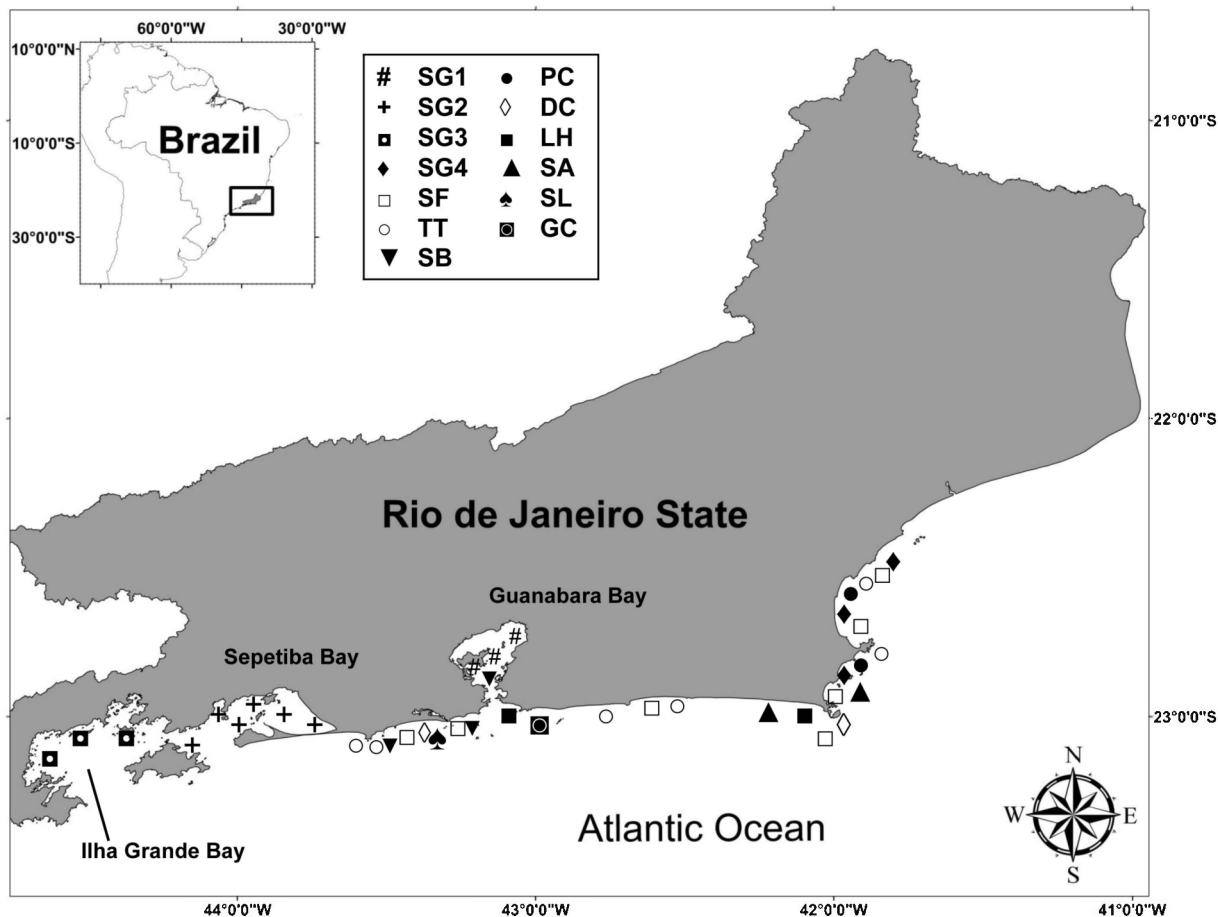 60°0'0"W 30°0'0"W
10°0'0"N
10°0'0"S
30°0'0"S
Brazil
# SG1 PC
SG2 DC
SG3 LH
SG4 SA
SF SL
TT GC
SB
21°0'0"S
22°0'0"S
23°0'0"S
Rio de Janeiro State
Guanabara Bay
# 
#
#
Sepetiba Bay
Ilha Grande Bay
Atlantic Ocean
N
W E
S
44°0'0"W 43°0'0"W 42°0'0"W 41°0'0"W